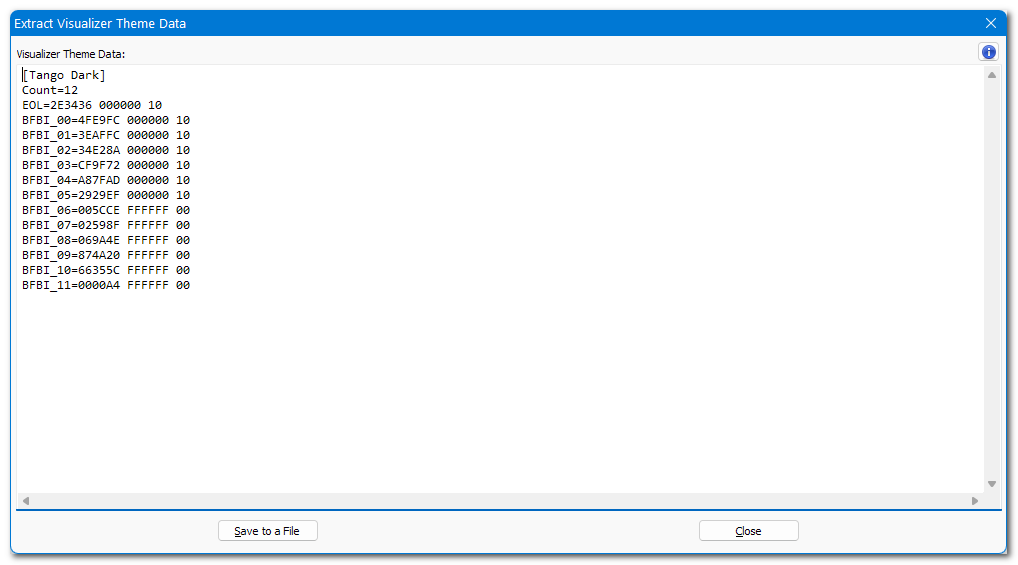 Extract Visualizer Theme Data
Visualizer Theme Data:
[Tango Dark]
Count=12
EOL=2E3436 000000 10
BFBI_00=4FE9FC 000000 10
BFBI_01=3EAFFC 000000 10
BFBI_02=34E28A 000000 10
BFBI_03=CF9F72 000000 10
BFBI_04=A87FAD 000000 10
BFBI_05=2929EF 000000 10
BFBI_06=005CCE FFFFFF 00
BFBI_07=02598F FFFFFF 00
BFBI_08=069A4E FFFFFF 00
BFBI_09=874A20 FFFFFF 00
BFBI_10=66355C FFFFFF 00
BFBI_11=0000A4 FFFFFF 00
Save to a File
Close